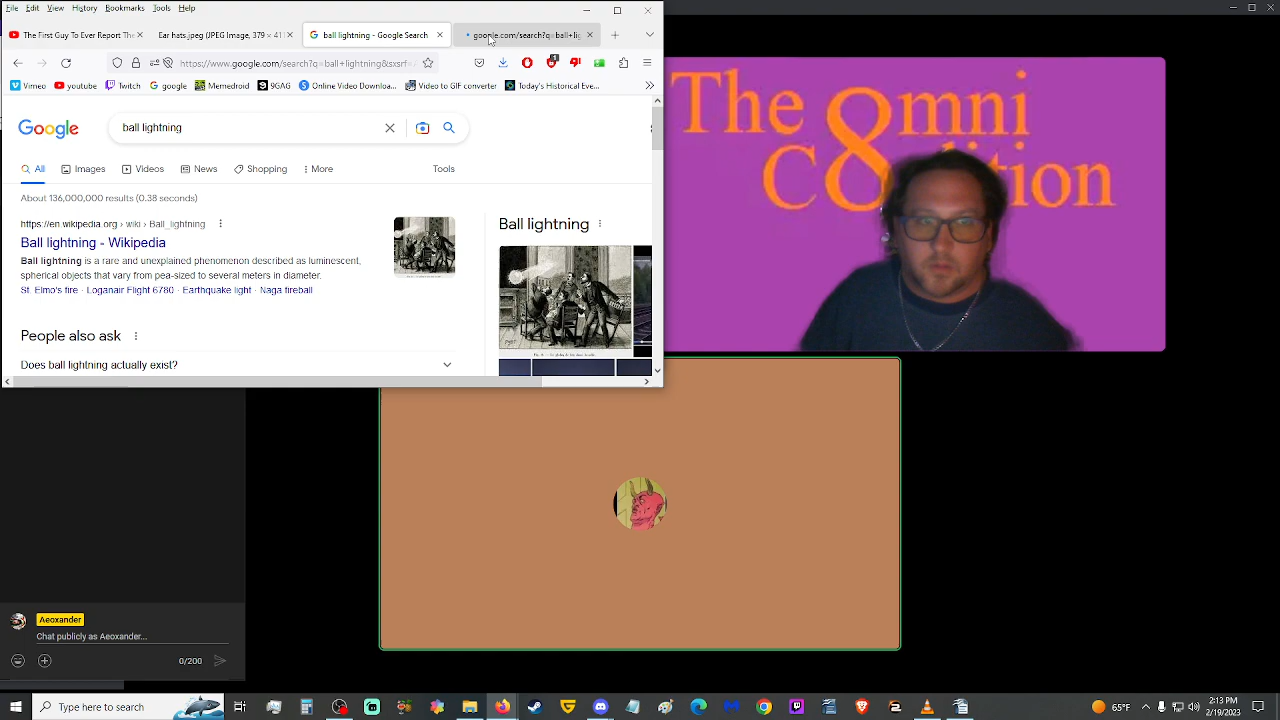 File Edit View History Bookmarks Tools Help
The First Guy To Ever Report The
Ear hats.jpeg (JPEG Image, 379 × 41
ball lightning - Google Search
google.com/search?q=ball+lig
https://www.google.com/search?q=ball+lightning&sxsrf=
Vimeo youtube Twitch google Memedroid 9GAG Online Video Downloa... Video to GIF converter Today's Historical Eve...
Google
ball lightning
All Images Videos News Shopping More Tools
About 136,000,000 results (0.38 seconds)
https://en.wikipedia.org › wiki › Ball_lightning
Ball lightning - Wikipedia
Ball lightning is a rare and unexplained phenomenon described as luminescent,
spherical objects that vary from pea-sized to several meters in diameter.
St. Elmo's fire · Loganair Flight 6780 · Earthquake light · Naga fireball
People also ask
Does ball lightning actually exist?
Ball lightning
The 8mni
C8
ition
Aeoxander
Chat publicly as Aeoxander...
0/200
Type here to search
65°F
2:13 PM
2/19/2023